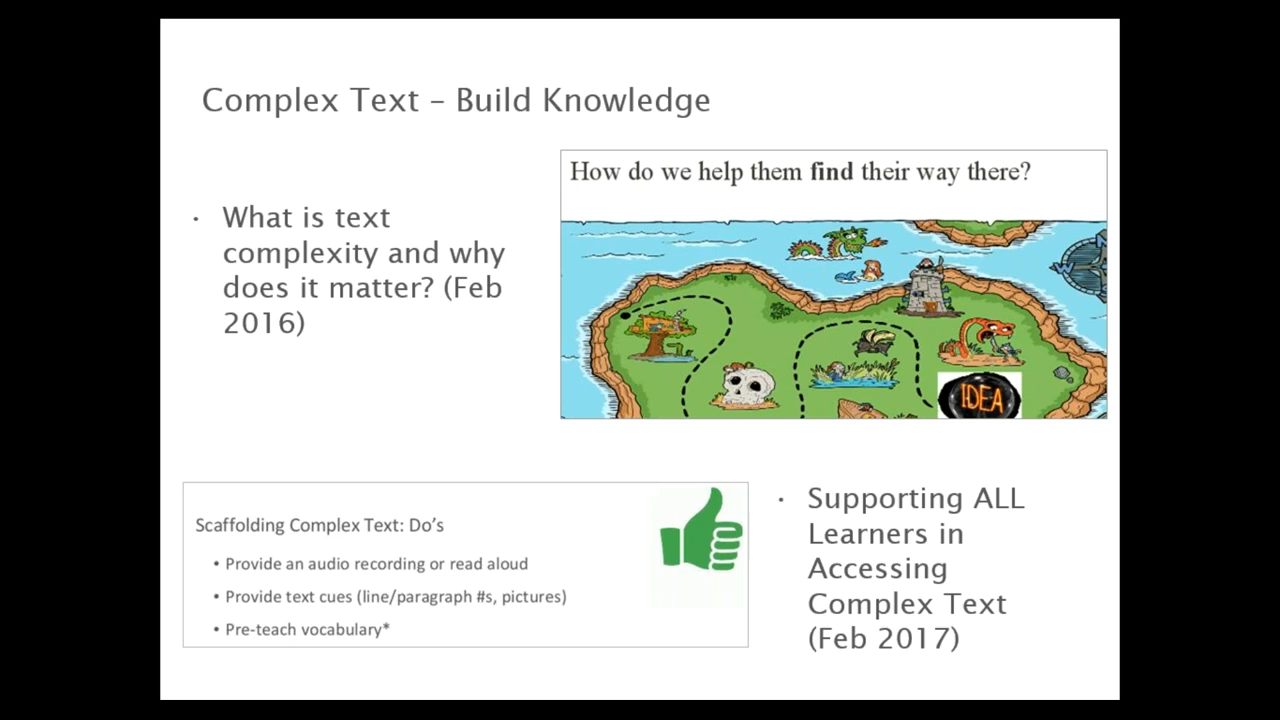 Complex Text – Build Knowledge
• What is text
complexity and why
does it matter? (Feb
2016)
How do we help them find their way there?
IDEA
Scaffolding Complex Text: Do’s
• Provide an audio recording or read aloud
• Provide text cues (line/paragraph #s, pictures)
• Pre-teach vocabulary*
• Supporting ALL
Learners in
Accessing
Complex Text
(Feb 2017)